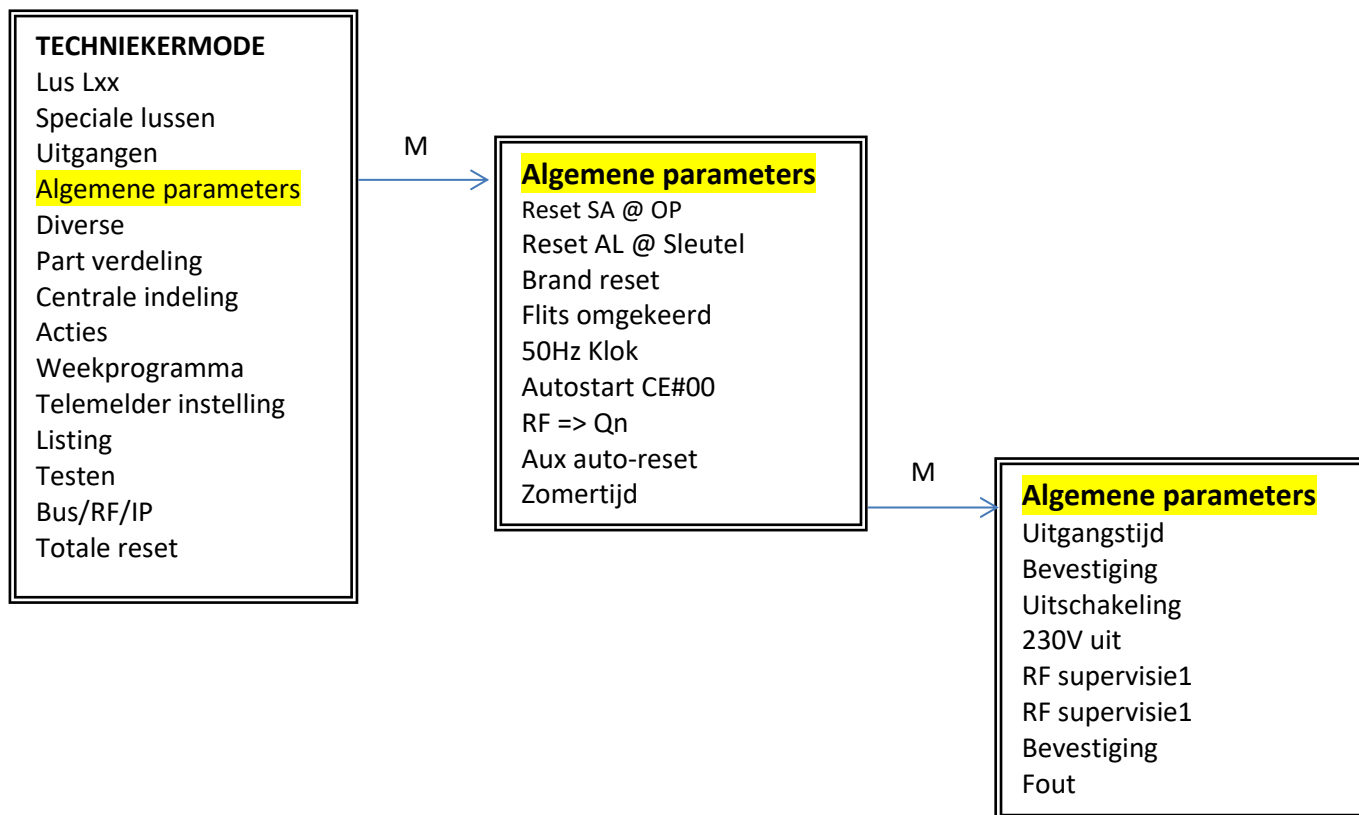 TECHNIEKERMODE
Lus Lxx
Speciale lussen
Uitgangen
Algemene parameters
Diverse
Part verdeling
Centrale indeling
Acties
Weekprogramma
Telemelder instelling
Listing
Testen
Bus/RF/IP
Totale reset
M
Algemene parameters
Reset SA @ OP
Reset AL @ Sleutel
Brand reset
Flits omgekeerd
50Hz Klok
Autostart CE#00
RF => Qn
Aux auto-reset
Zomertijd
M
Algemene parameters
Uitgangstijd
Bevestiging
Uitschakeling
230V uit
RF supervisie1
RF supervisie1
Bevestiging
Fout